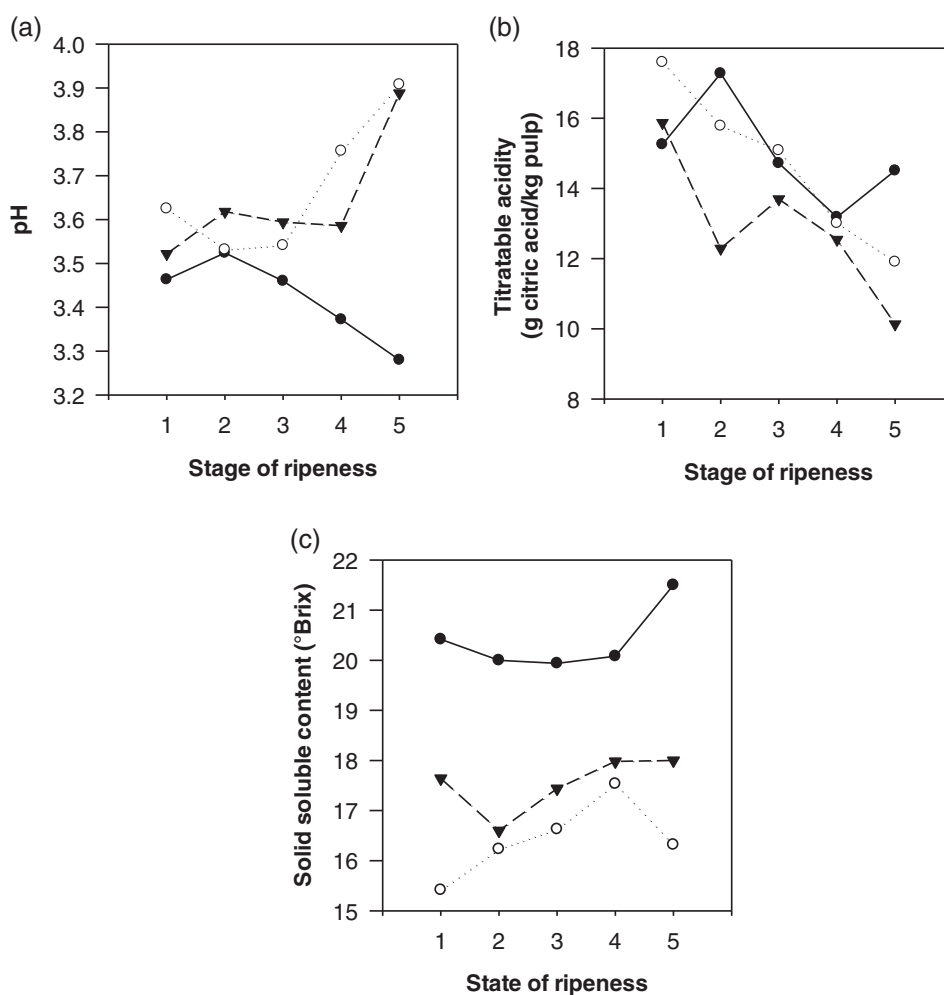 (a)
4.0
3.9
3.8
3.7
3.6
3.5
3.4
3.3
3.2
pH
1 2 3 4 5
Stage of ripeness
(b)
18
16
14
12
10
8
Titratable acidity
(g citric acid/kg pulp)
1 2 3 4 5
Stage of ripeness
(c)
22
21
20
19
18
17
16
15
Solid soluble content (°Brix)
1 2 3 4 5
State of ripeness